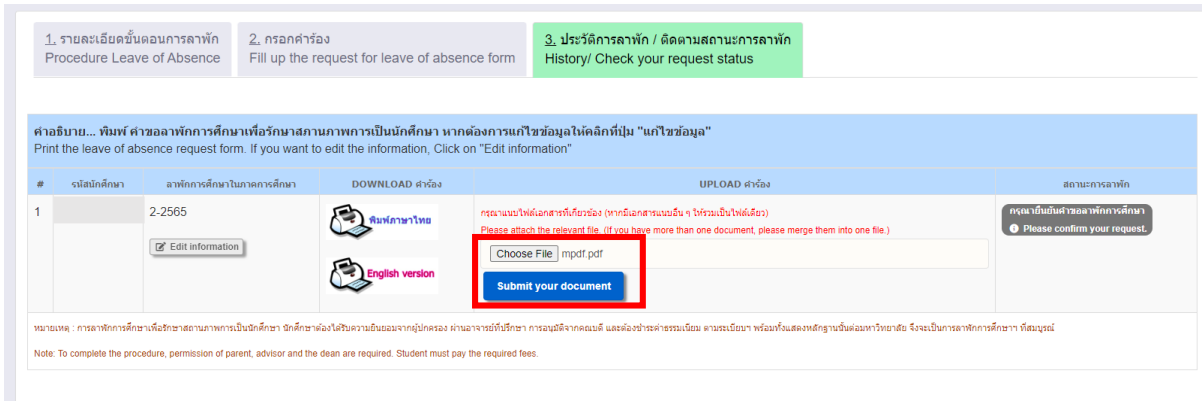 1. รายละเอียดขั้นตอนการลาพัก
Procedure Leave of Absence
2. กรอกคำร้อง
Fill up the request for leave of absence form
3. ประวัติการลาพัก / ติดตามสถานะการลาพัก
History/ Check your request status
คำอธิบาย... พิมพ์ คำขอลาพักการศึกษาเพื่อรักษาสถานภาพการเป็นนักศึกษา หากต้องการแก้ไขข้อมูลให้คลิกที่ปุ่ม "แก้ไขข้อมูล"
Print the leave of absence request form. If you want to edit the information, Click on "Edit information"
# รหัสนักศึกษา ลาพักการศึกษาในภาคการศึกษา DOWNLOAD คำร้อง UPLOAD คำร้อง สถานะการลาพัก
1 2-2565
Edit information
พิมพ์ภาษาไทย
English version
กรุณาแนบไฟล์เอกสารที่เกี่ยวข้อง (หากมีเอกสารแนบอื่น ๆ ให้รวมเป็นไฟล์เดียว)
Please attach the relevant file. (If you have more than one document, please merge them into one file.)
Choose File mpdf.pdf
Submit your document
กรุณายืนยันคำขอลาพักการศึกษา
Please confirm your request.
หมายเหตุ : การลาพักการศึกษาเพื่อรักษาสถานภาพการเป็นนักศึกษา นักศึกษาต้องได้รับความยินยอมจากผู้ปกครอง ผ่านอาจารย์ที่ปรึกษา การอนุมัติจากคณบดี และต้องชำระค่าธรรมเนียม ตามระเบียบฯ พร้อมทั้งแสดงหลักฐานนั้นต่อมหาวิทยาลัย จึงจะเป็นการลาพักการศึกษาฯ ที่สมบูรณ์
Note: To complete the procedure, permission of parent, advisor and the dean are required. Student must pay the required fees.